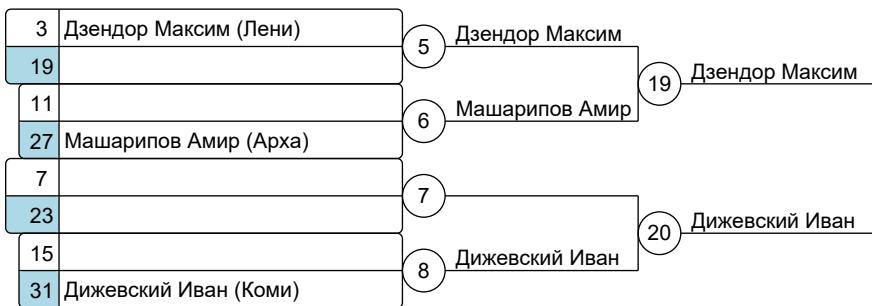 3 Дзендор Максим (Лени)
19
5 Дзендор Максим
11
27 Машарипов Амир (Арха)
6 Машарипов Амир
19 Дзендор Максим
7
23
7
15
31 Дижевский Иван (Коми)
8 Дижевский Иван
20 Дижевский Иван